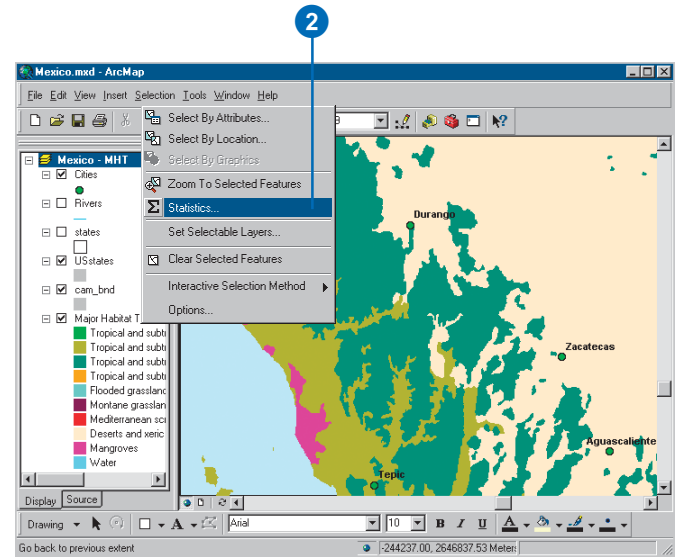 2
Mexico.mxd - ArcMap
File Edit View Insert Selection Tools Window Help
Select By Attributes...
Select By Location...
Select By Graphics
Zoom To Selected Features
Statistics...
Set Selectable Layers...
Clear Selected Features
Interactive Selection Method
Options...
Mexico - MHT
Cities
Rivers
states
USstates
cam_bnd
Major Habitat T
Tropical and subt
Tropical and subt
Tropical and subt
Tropical and subt
Flooded grassland
Montane grasslan
Mediterranean scr
Deserts and xeric
Mangroves
Water
Durango
Zacatecas
Aguascaliente
Tepic
Display Source
Drawing A Arial 10 B I U A
Go back to previous extent -244237.00, 2646837.53 Meters